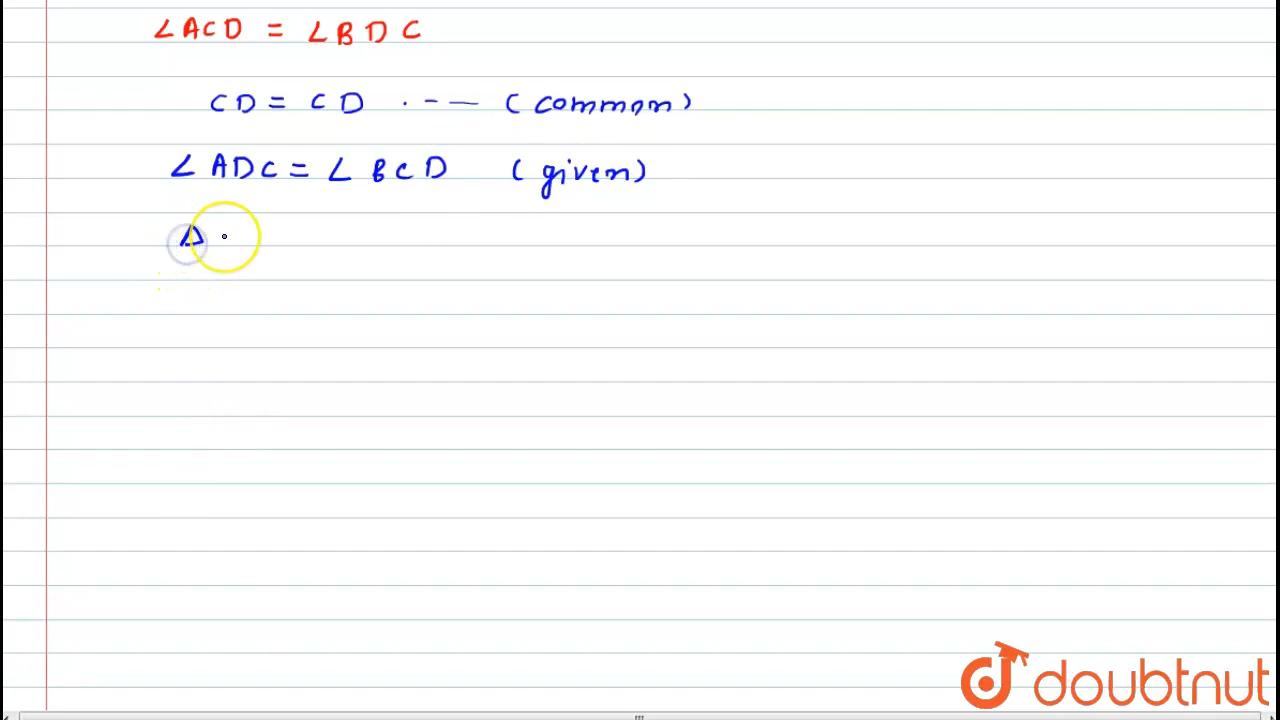 ∠ACD = ∠BDC
CD = CD .-— (common)
∠ADC = ∠BCD (given)
Δ
doubtnut